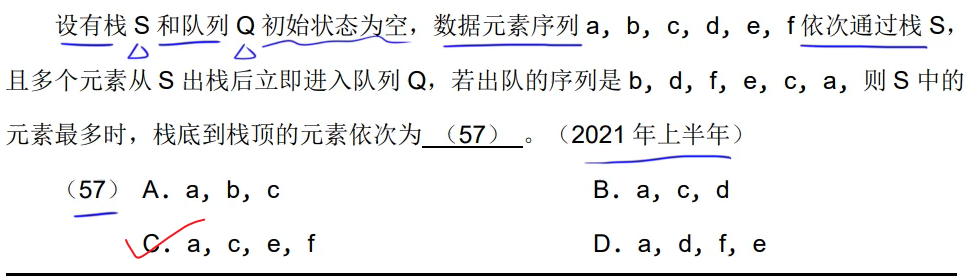 设有栈 S 和队列 Q 初始状态为空，数据元素序列 a，b，c，d，e，f 依次通过栈 S，
且多个元素从 S 出栈后立即进入队列 Q，若出队的序列是 b，d，f，e，c，a，则 S 中的
元素最多时，栈底到栈顶的元素依次为 （57） 。（2021 年上半年）
（57） A．a，b，c B．a，c，d
C．a，c，e，f D．a，d，f，e